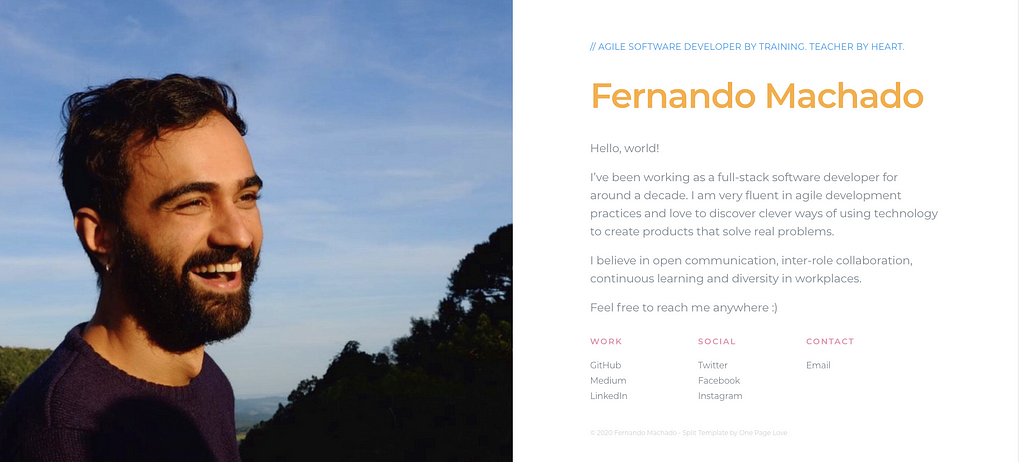 // AGILE SOFTWARE DEVELOPER BY TRAINING. TEACHER BY HEART.
Fernando Machado
Hello, world!
I've been working as a full-stack software developer for
around a decade. I am very fluent in agile development
practices and love to discover clever ways of using technology
to create products that solve real problems.
I believe in open communication, inter-role collaboration,
continuous learning and diversity in workplaces.
Feel free to reach me anywhere :)
WORK
GitHub
Medium
LinkedIn
SOCIAL
Twitter
Facebook
Instagram
CONTACT
Email
© 2020 Fernando Machado - Split Template by One Page Love